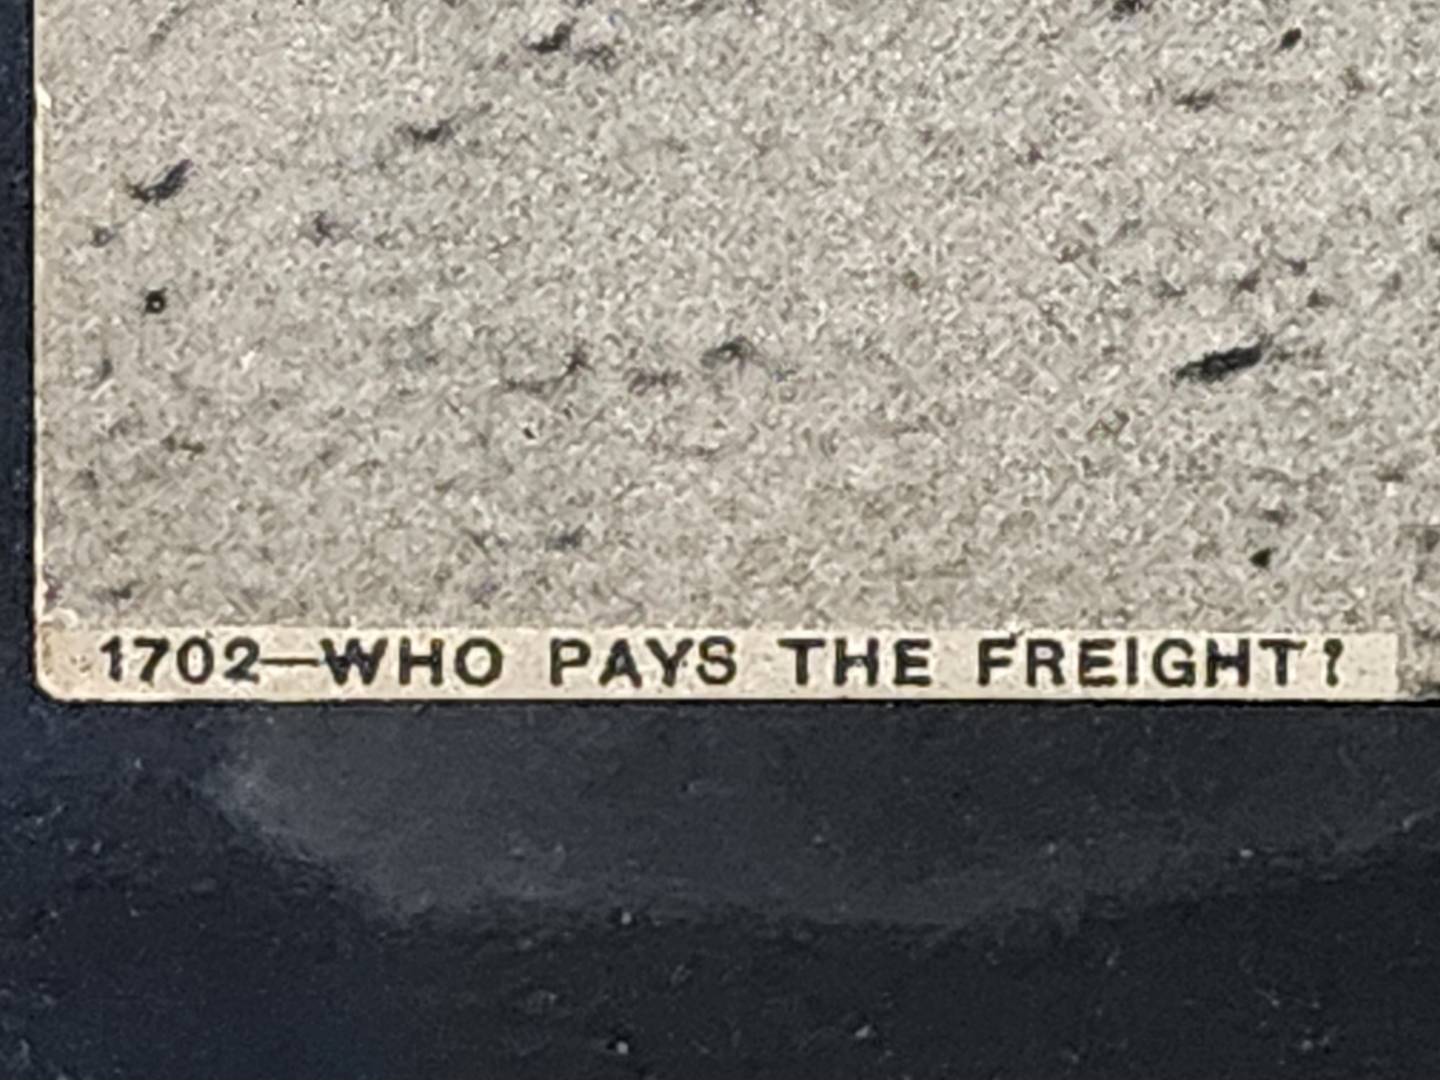 1702—WHO PAYS THE FREIGHT?